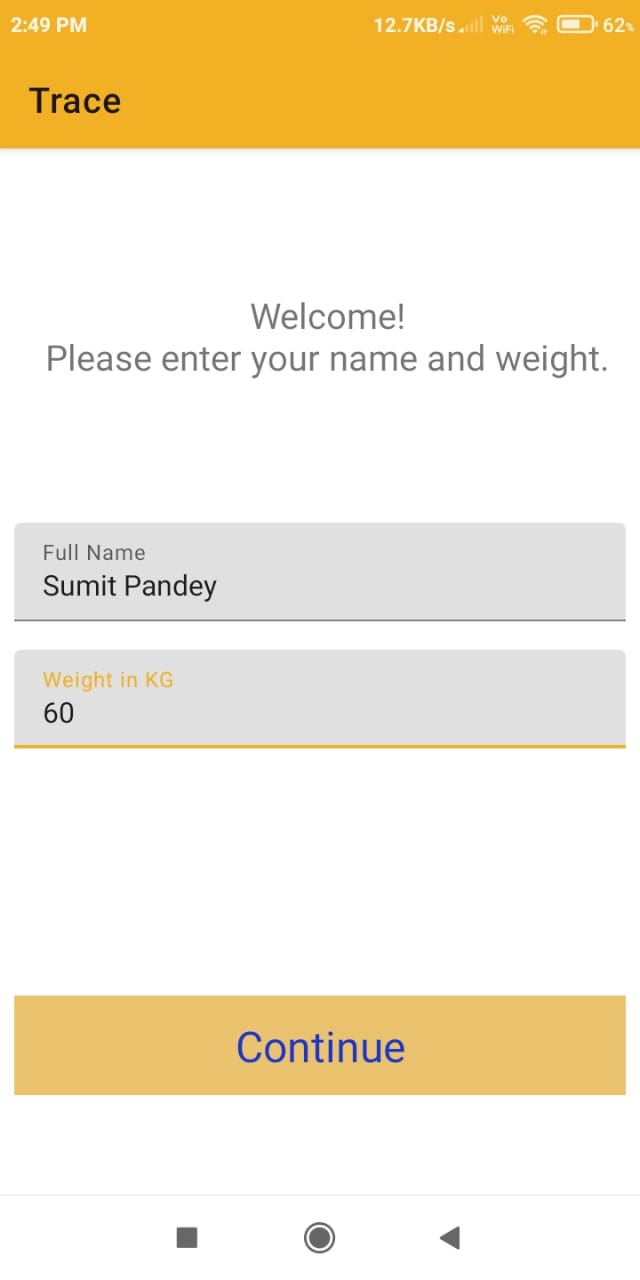 2:49 PM 12.7KB/s Vo WiFi 62%
Trace
Welcome!
Please enter your name and weight.
Full Name
Sumit Pandey
Weight in KG
60
Continue